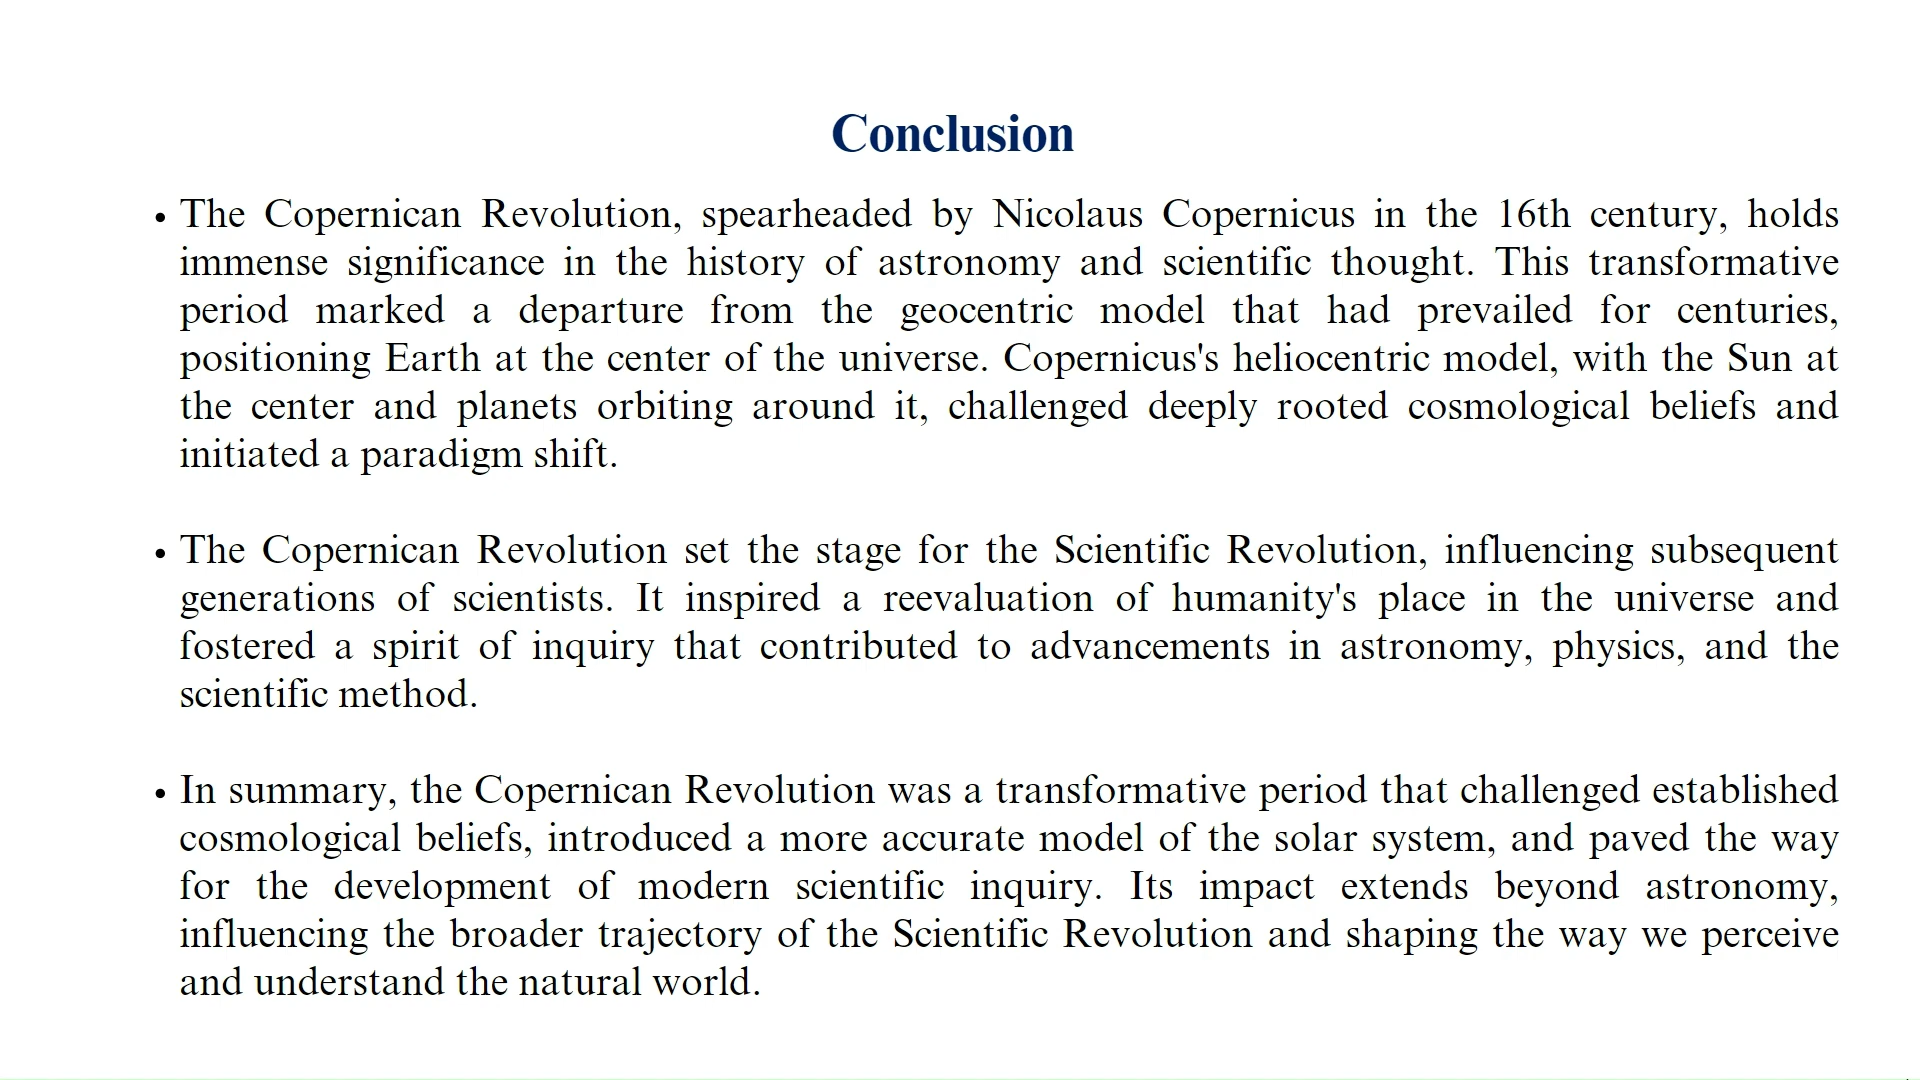 Conclusion
• The Copernican Revolution, spearheaded by Nicolaus Copernicus in the 16th century, holds
immense significance in the history of astronomy and scientific thought. This transformative
period marked a departure from the geocentric model that had prevailed for centuries,
positioning Earth at the center of the universe. Copernicus's heliocentric model, with the Sun at
the center and planets orbiting around it, challenged deeply rooted cosmological beliefs and
initiated a paradigm shift.
• The Copernican Revolution set the stage for the Scientific Revolution, influencing subsequent
generations of scientists. It inspired a reevaluation of humanity's place in the universe and
fostered a spirit of inquiry that contributed to advancements in astronomy, physics, and the
scientific method.
• In summary, the Copernican Revolution was a transformative period that challenged established
cosmological beliefs, introduced a more accurate model of the solar system, and paved the way
for the development of modern scientific inquiry. Its impact extends beyond astronomy,
influencing the broader trajectory of the Scientific Revolution and shaping the way we perceive
and understand the natural world.